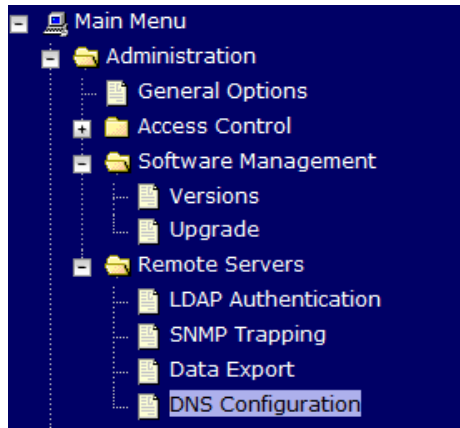 Main Menu
Administration
General Options
Access Control
Software Management
Versions
Upgrade
Remote Servers
LDAP Authentication
SNMP Trapping
Data Export
DNS Configuration